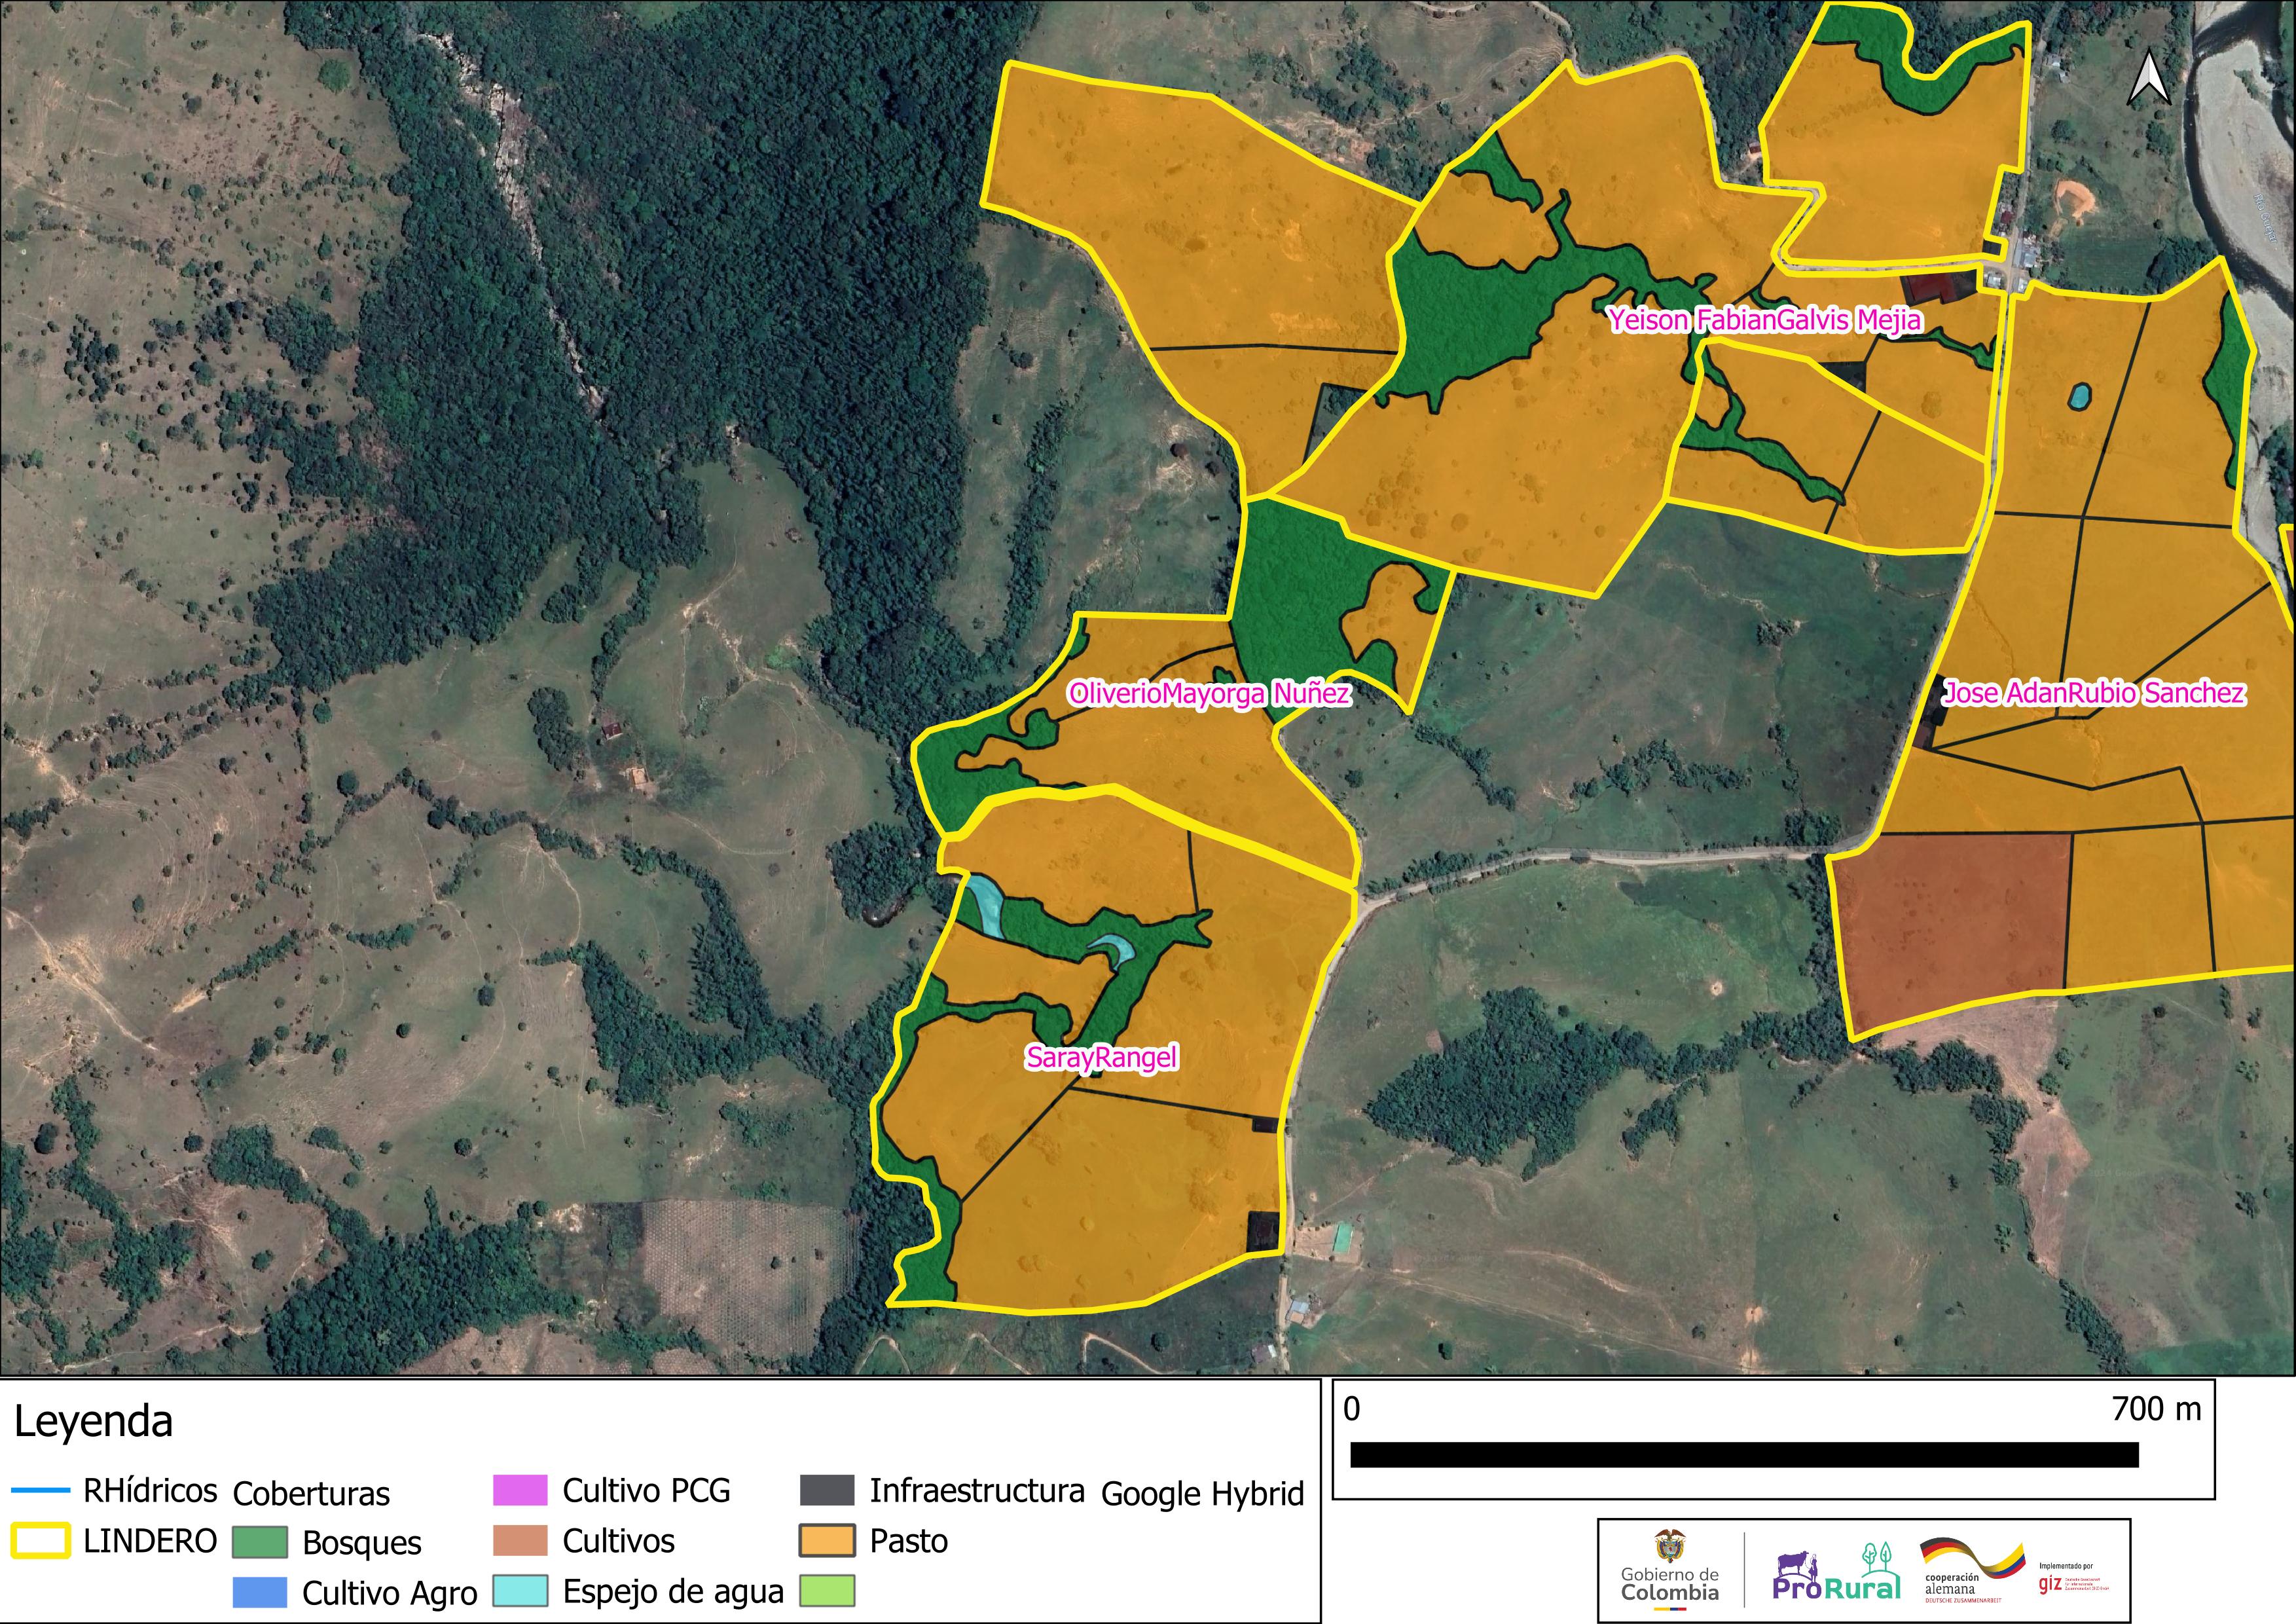 Yeison FabianGalvis Mejia
OliverioMayorga Nuñez
Jose AdanRubio Sanchez
SarayRangel
Leyenda
RHídricos
LINDERO
Coberturas
Bosques
Cultivo Agro
Cultivo PCG
Cultivos
Espejo de agua
Infraestructura
Pasto
Google Hybrid
0 700 m
Gobierno de
Colombia
ProRural
cooperación
alemana
DEUTSCHE ZUSAMMENARBEIT
Implementado por
giz